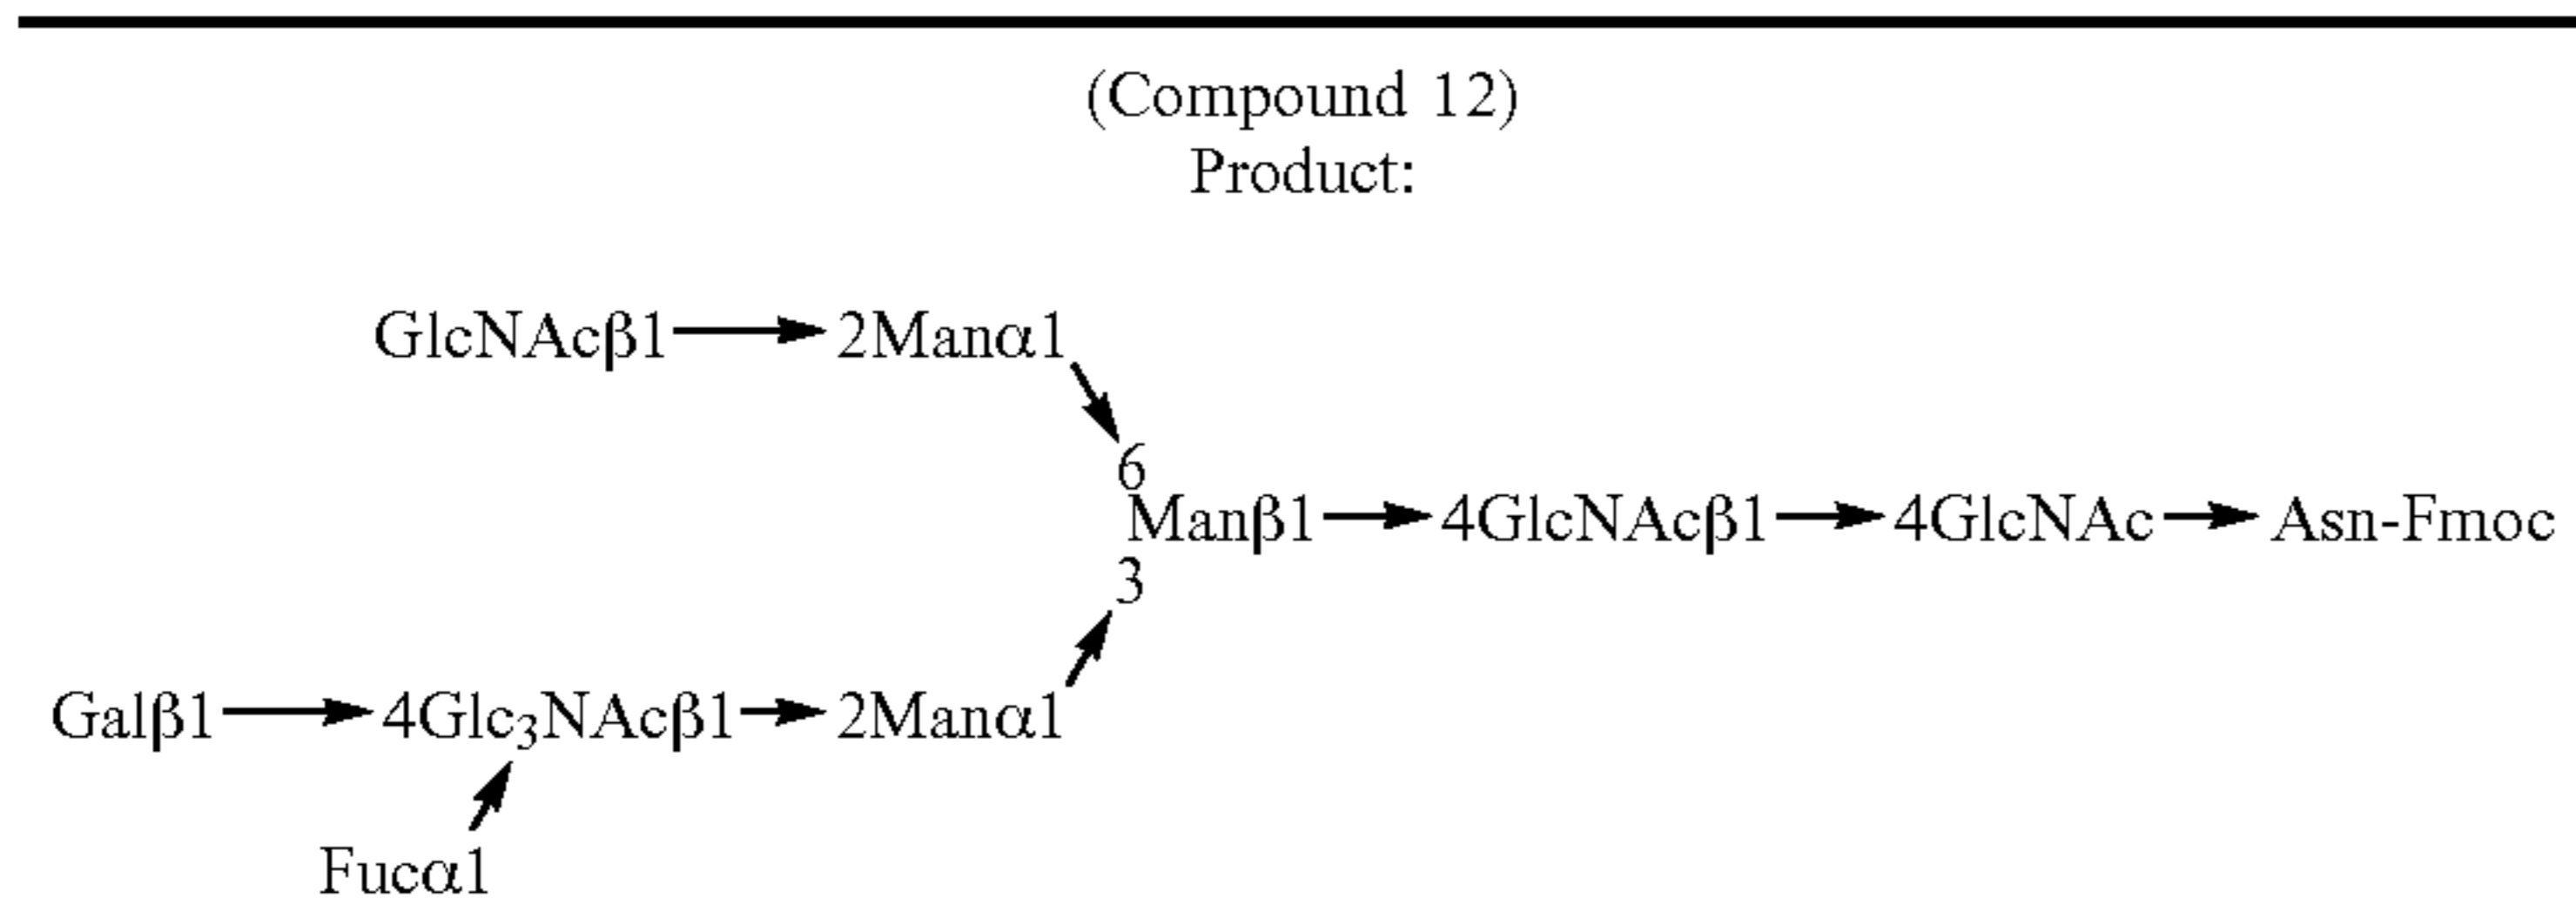 (Compound 12)
Product:
GlcNAcβ1 → 2Manα1
6
Manβ1 → 4GlcNAcβ1 → 4GlcNAc → Asn-Fmoc
3
Galβ1 → 4Glc₃NAcβ1 → 2Manα1
Fucα1